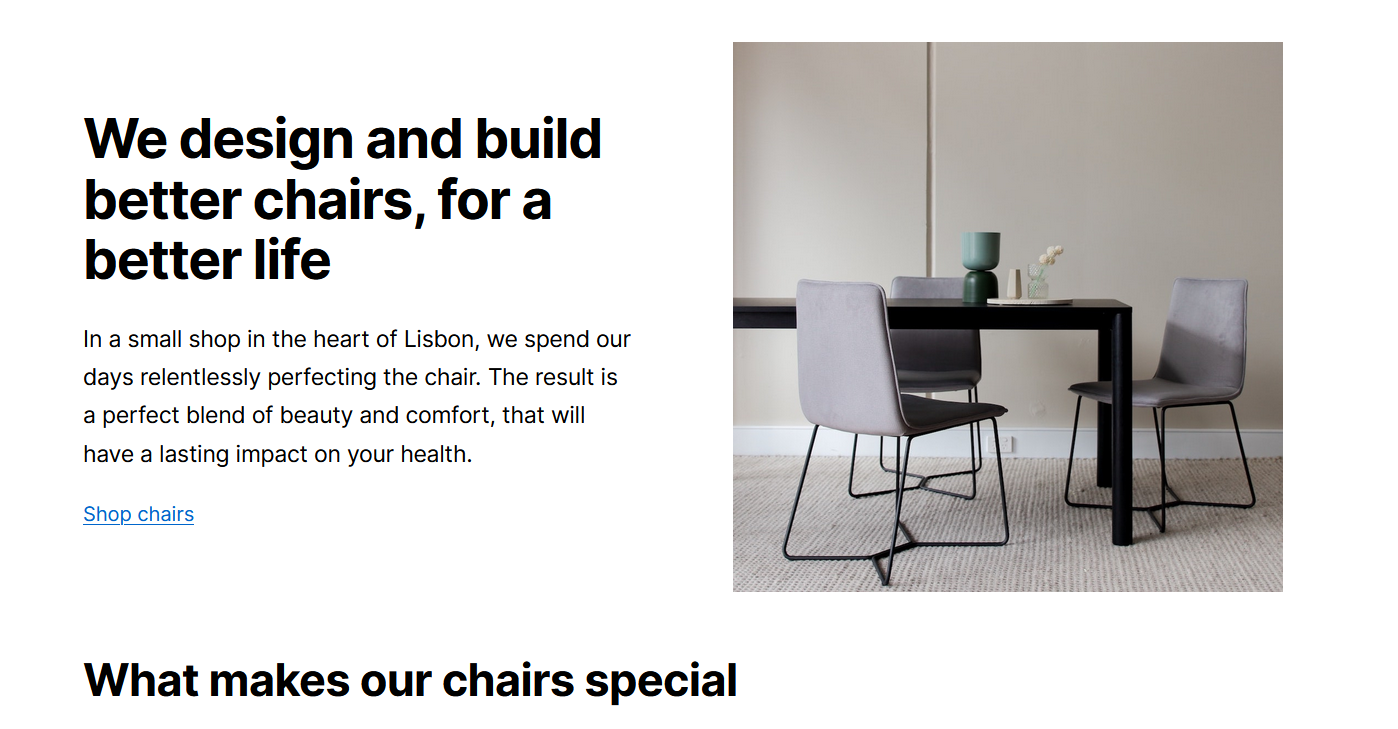 We design and build
better chairs, for a
better life
In a small shop in the heart of Lisbon, we spend our
days relentlessly perfecting the chair. The result is
a perfect blend of beauty and comfort, that will
have a lasting impact on your health.
Shop chairs
What makes our chairs special